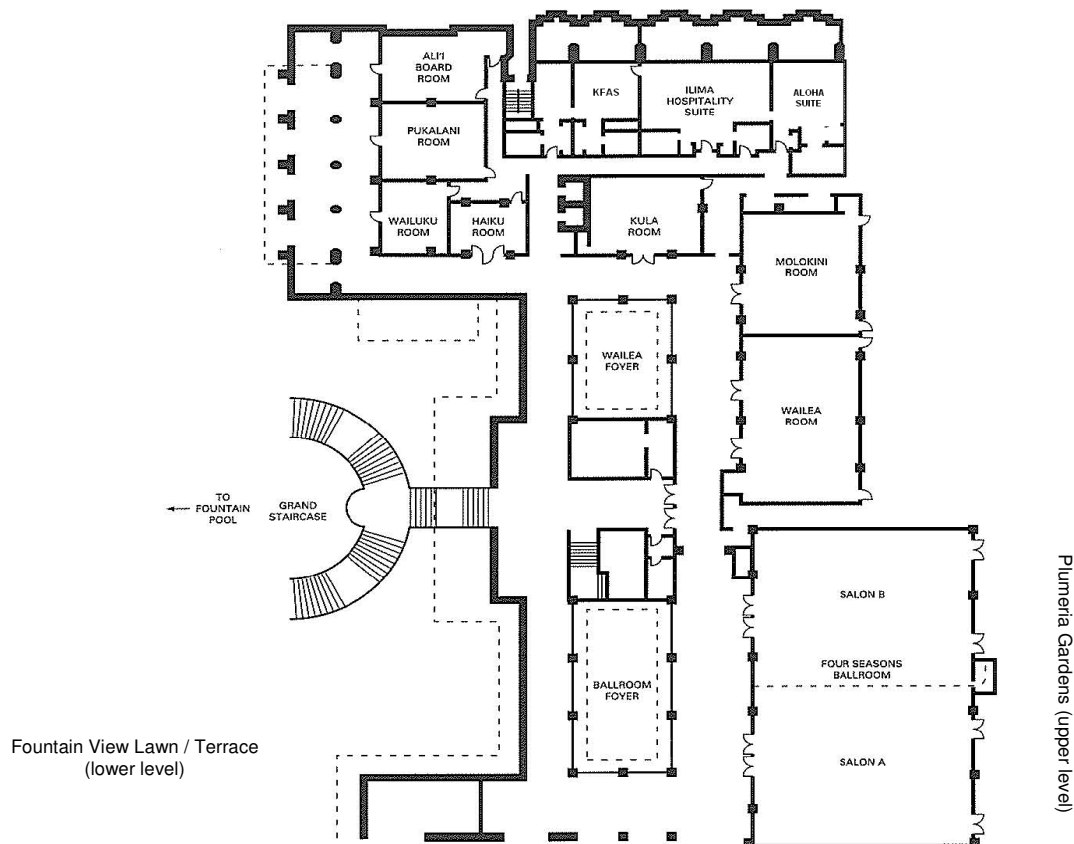 ALI'I
BOARD
ROOM
KFAS
ILIMA
HOSPITALITY
SUITE
ALOHA
SUITE
PUKALANI
ROOM
WAILUKU
ROOM
HAIKU
ROOM
KULA
ROOM
MOLOKINI
ROOM
WAILEA
FOYER
WAILEA
ROOM
TO
FOUNTAIN
POOL
GRAND
STAIRCASE
SALON B
FOUR SEASONS
BALLROOM
BALLROOM
FOYER
SALON A
Fountain View Lawn / Terrace
(lower level)
Plumeria Gardens (upper level)